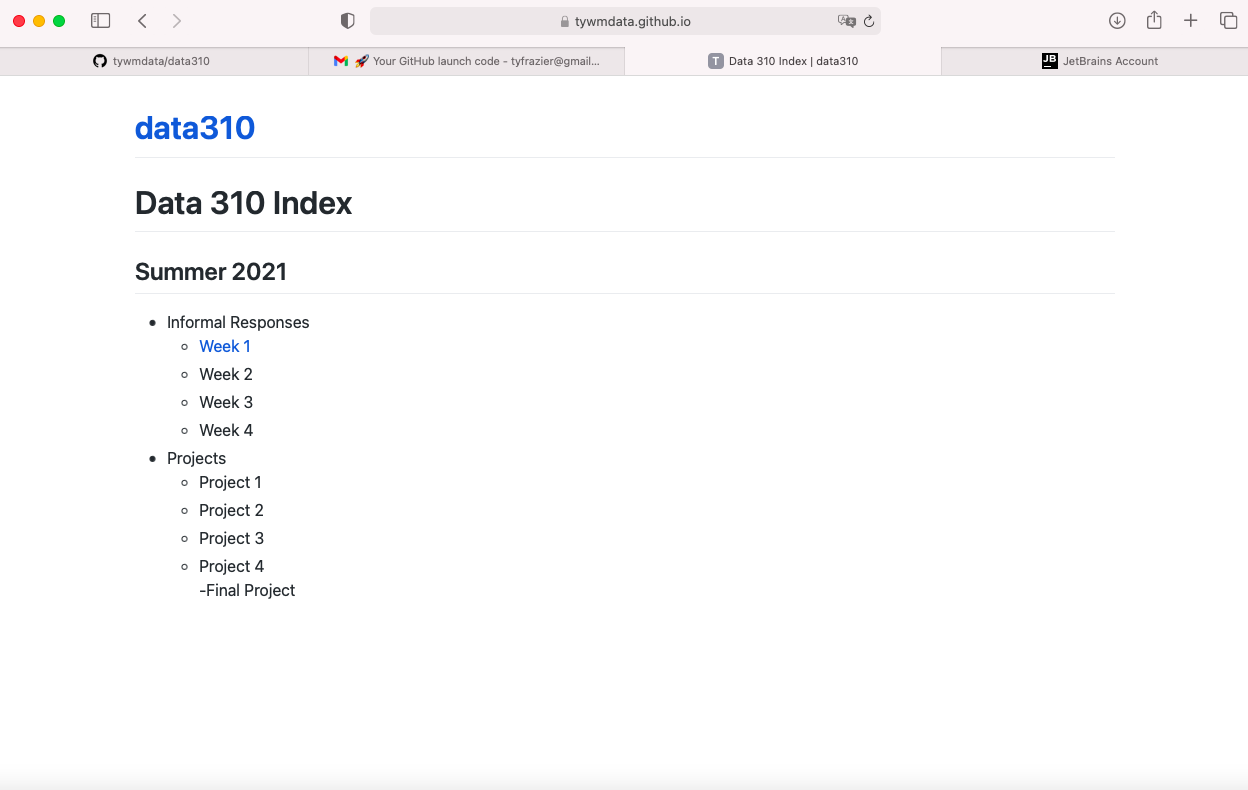 tywmdata.github.io
tywmdata/data310
🚀 Your GitHub launch code - tyfrazier@gmail...
T Data 310 Index | data310
JB JetBrains Account
data310
Data 310 Index
Summer 2021
Informal Responses
Week 1
Week 2
Week 3
Week 4
Projects
Project 1
Project 2
Project 3
Project 4
-Final Project